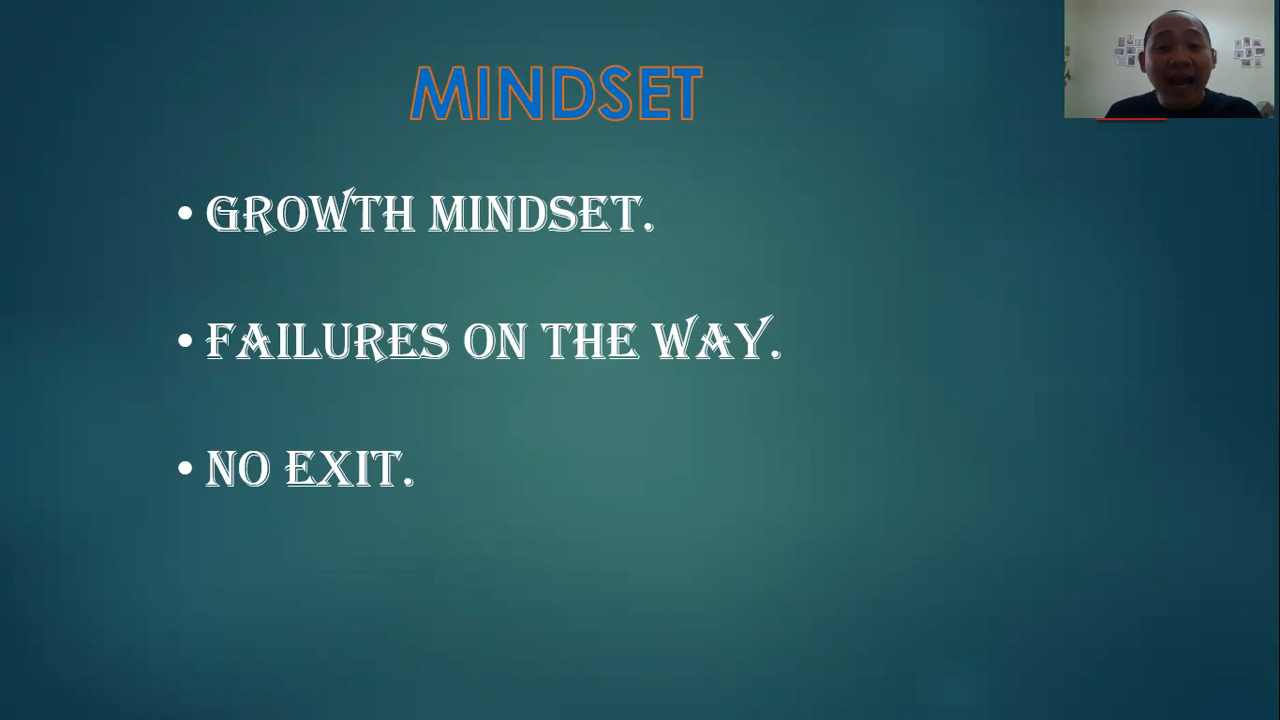 MINDSET
• GROWTH MINDSET.
• FAILURES ON THE WAY.
• NO EXIT.